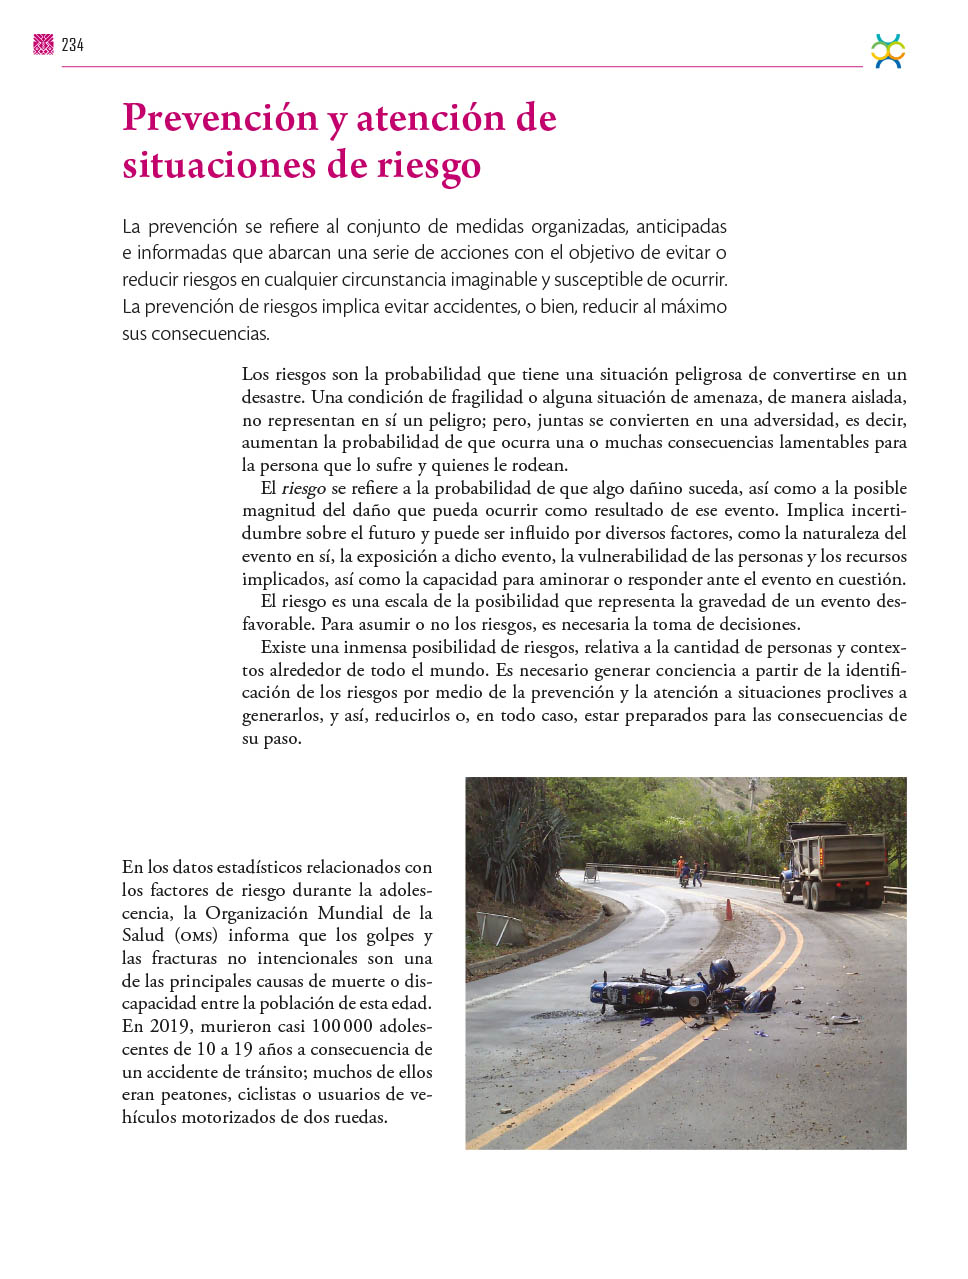 234
Prevención y atención de
situaciones de riesgo
La prevención se refiere al conjunto de medidas organizadas, anticipadas
e informadas que abarcan una serie de acciones con el objetivo de evitar o
reducir riesgos en cualquier circunstancia imaginable y susceptible de ocurrir.
La prevención de riesgos implica evitar accidentes, o bien, reducir al máximo
sus consecuencias.
Los riesgos son la probabilidad que tiene una situación peligrosa de convertirse en un
desastre. Una condición de fragilidad o alguna situación de amenaza, de manera aislada,
no representan en sí un peligro; pero, juntas se convierten en una adversidad, es decir,
aumentan la probabilidad de que ocurra una o muchas consecuencias lamentables para
la persona que lo sufre y quienes le rodean.
El riesgo se refiere a la probabilidad de que algo dañino suceda, así como a la posible
magnitud del daño que pueda ocurrir como resultado de ese evento. Implica incerti-
dumbre sobre el futuro y puede ser influido por diversos factores, como la naturaleza del
evento en sí, la exposición a dicho evento, la vulnerabilidad de las personas y los recursos
implicados, así como la capacidad para aminorar o responder ante el evento en cuestión.
El riesgo es una escala de la posibilidad que representa la gravedad de un evento des-
favorable. Para asumir o no los riesgos, es necesaria la toma de decisiones.
Existe una inmensa posibilidad de riesgos, relativa a la cantidad de personas y contex-
tos alrededor de todo el mundo. Es necesario generar conciencia a partir de la identifi-
cación de los riesgos por medio de la prevención y la atención a situaciones proclives a
generarlos, y así, reducirlos o, en todo caso, estar preparados para las consecuencias de
su paso.
En los datos estadísticos relacionados con
los factores de riesgo durante la adoles-
cencia, la Organización Mundial de la
Salud (OMS) informa que los golpes y
las fracturas no intencionales son una
de las principales causas de muerte o dis-
capacidad entre la población de esta edad.
En 2019, murieron casi 100 000 adoles-
centes de 10 a 19 años a consecuencia de
un accidente de tránsito; muchos de ellos
eran peatones, ciclistas o usuarios de ve-
hículos motorizados de dos ruedas.